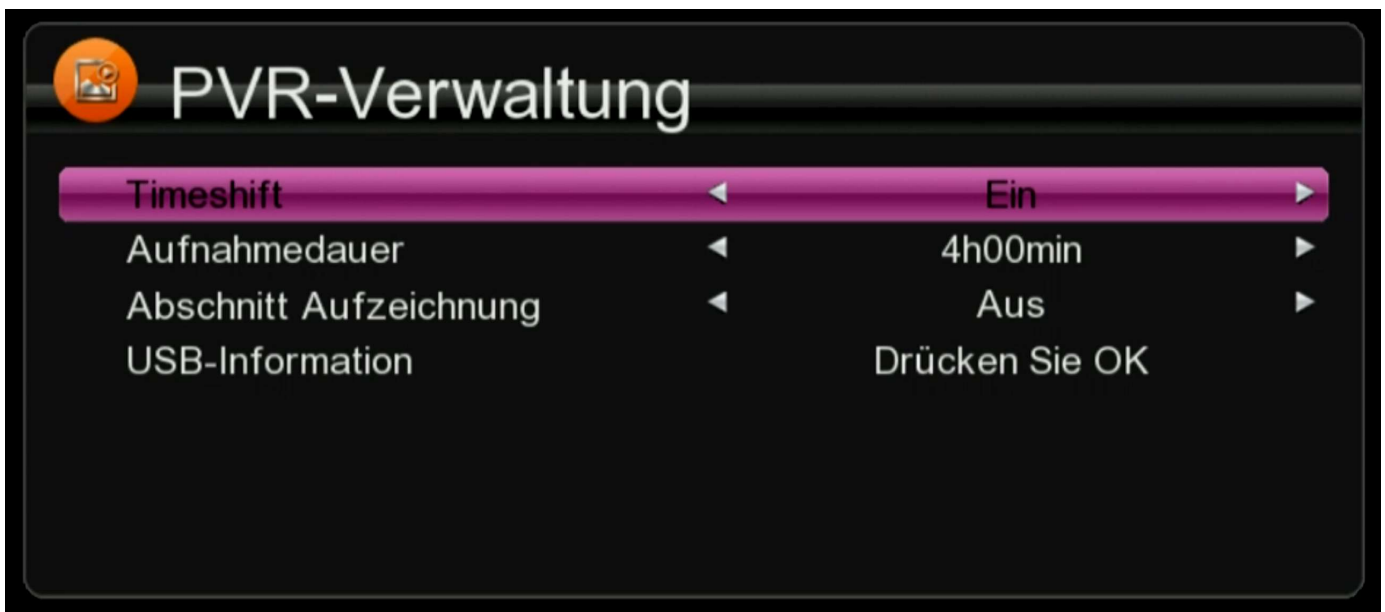 PVR-Verwaltung
Timeshift Ein
Aufnahmedauer 4h00min
Abschnitt Aufzeichnung Aus
USB-Information Drücken Sie OK